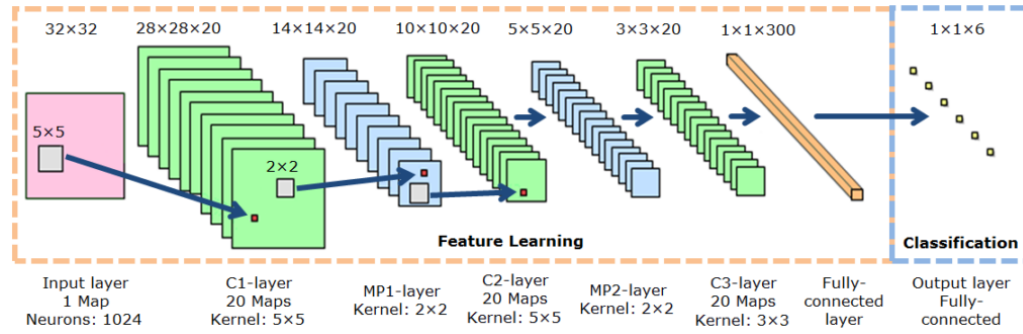 32×32
28×28×20
14×14×20
10×10×20
5×5×20
3×3×20
1×1×300
1×1×6
5×5
2×2
Feature Learning
Classification
Input layer
1 Map
Neurons: 1024
C1-layer
20 Maps
Kernel: 5×5
MP1-layer
Kernel: 2×2
C2-layer
20 Maps
Kernel: 5×5
MP2-layer
Kernel: 2×2
C3-layer
20 Maps
Kernel: 3×3
Fully-
connected
layer
Output layer
Fully-
connected